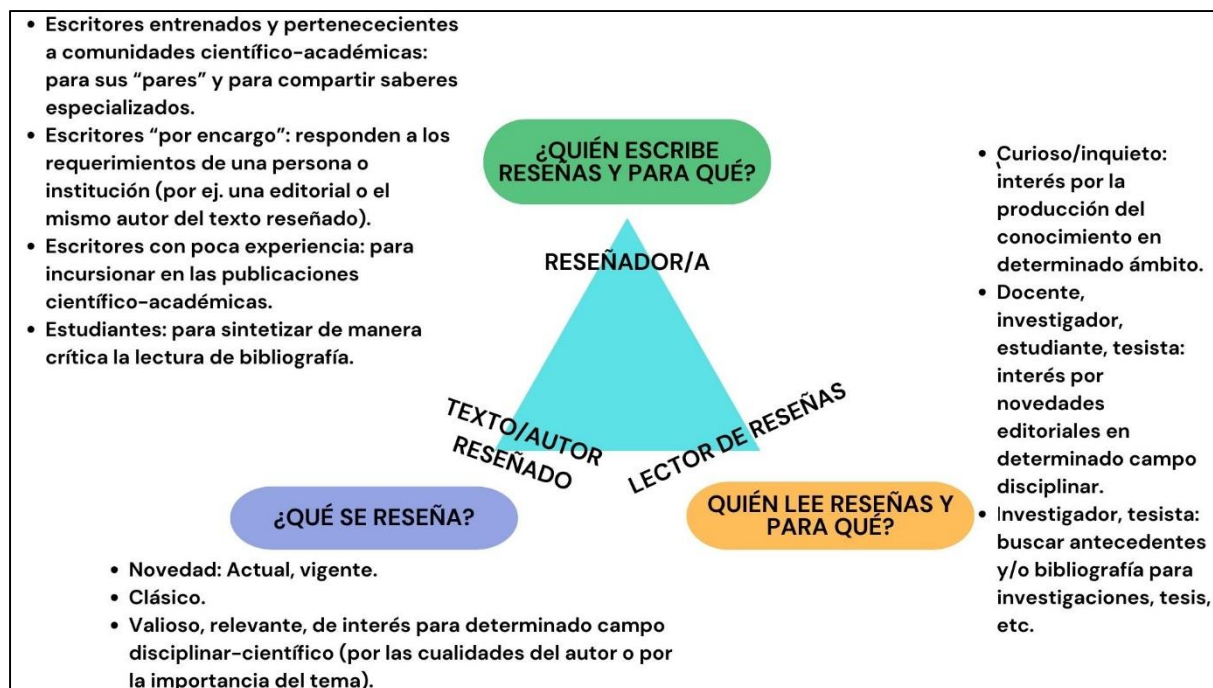 • Escritores entrenados y pertenececientes
a comunidades científico-académicas:
para sus “pares” y para compartir saberes
especializados.
• Escritores “por encargo”: responden a los
requerimientos de una persona o
institución (por ej. una editorial o el
mismo autor del texto reseñado).
• Escritores con poca experiencia: para
incursionar en las publicaciones
científico-académicas.
• Estudiantes: para sintetizar de manera
crítica la lectura de bibliografía.
¿QUIÉN ESCRIBE
RESEÑAS Y PARA QUÉ?
RESEÑADOR/A
TEXTO/AUTOR
RESEÑADO
LECTOR DE RESEÑAS
¿QUÉ SE RESEÑA?
• Novedad: Actual, vigente.
• Clásico.
• Valioso, relevante, de interés para determinado campo
disciplinar-científico (por las cualidades del autor o por
la importancia del tema).
QUIÉN LEE RESEÑAS Y
PARA QUÉ?
• Curioso/inquieto:
interés por la
producción del
conocimiento en
determinado ámbito.
• Docente,
investigador,
estudiante, tesista:
interés por
novedades
editoriales en
determinado campo
disciplinar.
• Investigador, tesista:
buscar antecedentes
y/o bibliografía para
investigaciones, tesis,
etc.